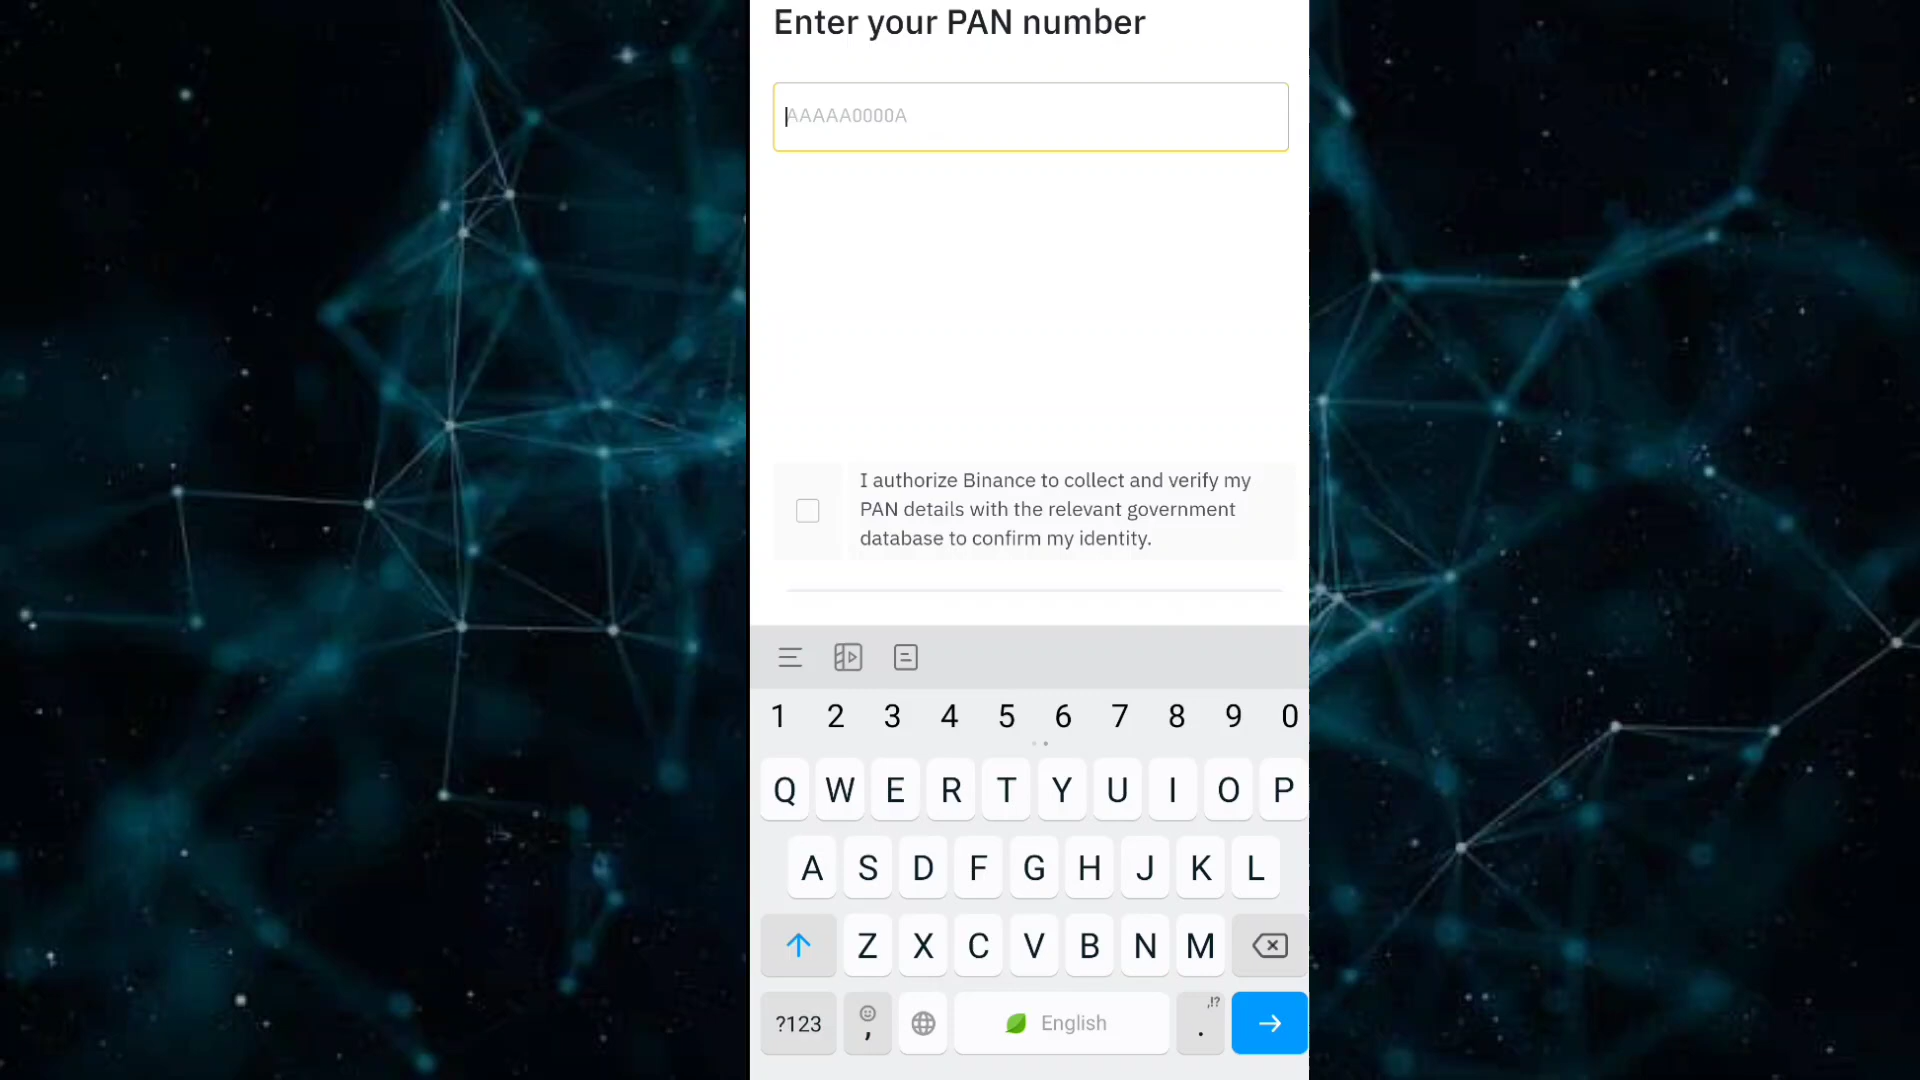 Enter your PAN number
AAAAA0000A
I authorize Binance to collect and verify my
PAN details with the relevant government
database to confirm my identity.
1 2 3 4 5 6 7 8 9 0
Q W E R T Y U I O P
A S D F G H J K L
Z X C V B N M
?123 , English ,!? .